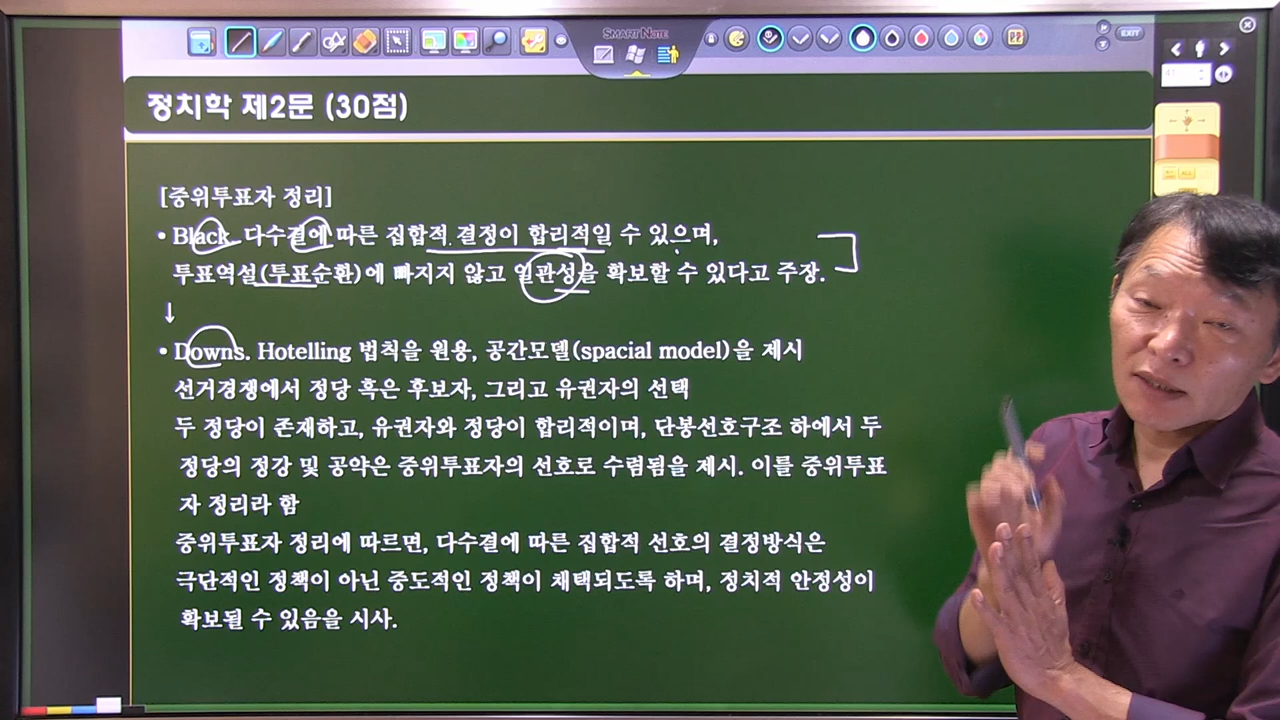 SMART NOTE
EXIT
정치학 제2문 (30점)
[중위투표자 정리]
• Black. 다수결에 따른 집합적 결정이 합리적일 수 있으며,
투표역설(투표순환)에 빠지지 않고 일관성을 확보할 수 있다고 주장.
↓
• Downs. Hotelling 법칙을 원용, 공간모델(spacial model)을 제시
선거경쟁에서 정당 혹은 후보자, 그리고 유권자의 선택
두 정당이 존재하고, 유권자와 정당이 합리적이며, 단봉선호구조 하에서 두
정당의 정강 및 공약은 중위투표자의 선호로 수렴됨을 제시. 이를 중위투표
자 정리라 함
중위투표자 정리에 따르면, 다수결에 따른 집합적 선호의 결정방식은
극단적인 정책이 아닌 중도적인 정책이 채택되도록 하며, 정치적 안정성이
확보될 수 있음을 시사.